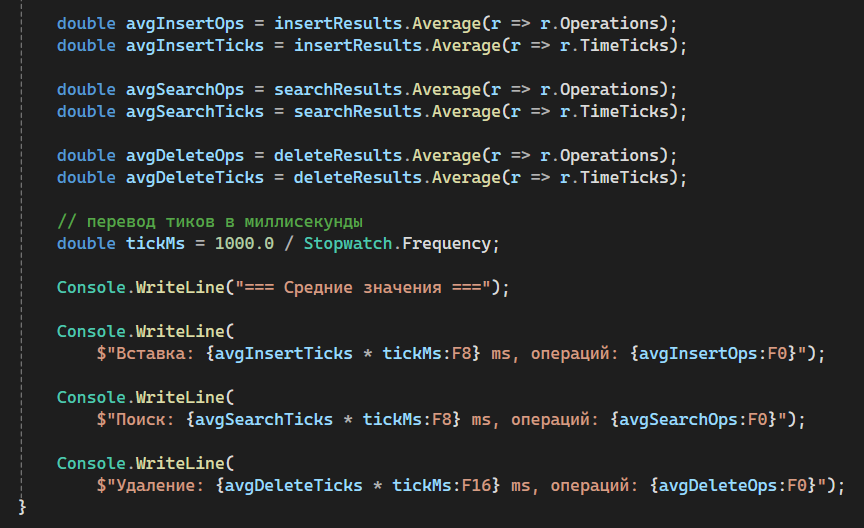 double avgInsertOps = insertResults.Average(r => r.Operations);
double avgInsertTicks = insertResults.Average(r => r.TimeTicks);
double avgSearchOps = searchResults.Average(r => r.Operations);
double avgSearchTicks = searchResults.Average(r => r.TimeTicks);
double avgDeleteOps = deleteResults.Average(r => r.Operations);
double avgDeleteTicks = deleteResults.Average(r => r.TimeTicks);
// перевод тиков в миллисекунды
double tickMs = 1000.0 / Stopwatch.Frequency;
Console.WriteLine("=== Средние значения ===");
Console.WriteLine(
$"Вставка: {avgInsertTicks * tickMs:F8} ms, операций: {avgInsertOps:F0}");
Console.WriteLine(
$"Поиск: {avgSearchTicks * tickMs:F8} ms, операций: {avgSearchOps:F0}");
Console.WriteLine(
$"Удаление: {avgDeleteTicks * tickMs:F16} ms, операций: {avgDeleteOps:F0}");
}